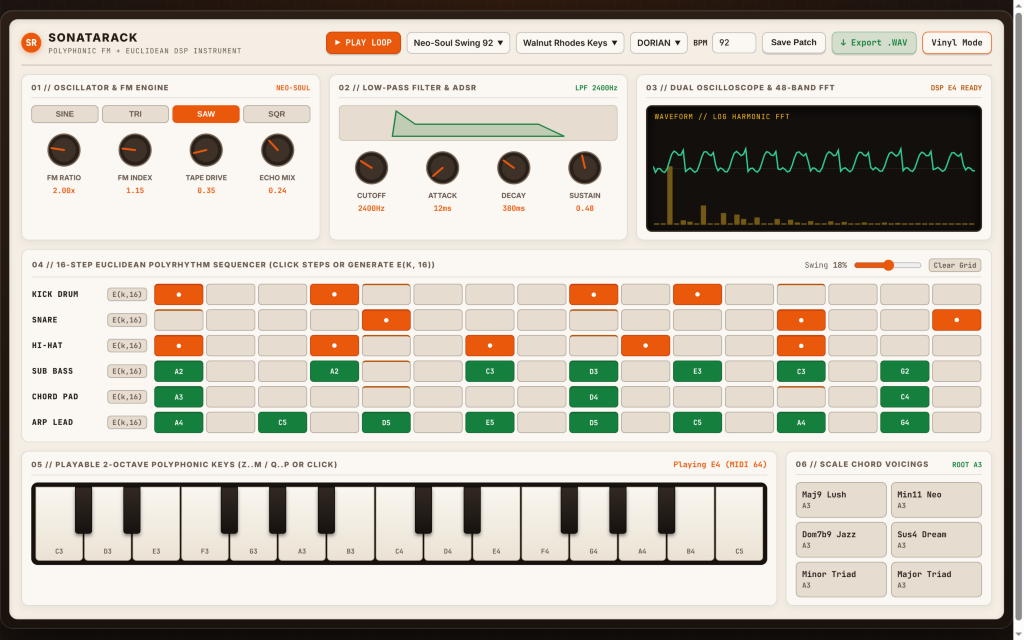 SR
SONATARACK
POLYPHONIC FM + EUCLIDEAN DSP INSTRUMENT
▶ PLAY LOOP
Neo-Soul Swing 92 ▼
Walnut Rhodes Keys ▼
DORIAN ▼
BPM 92
Save Patch
↓ Export .WAV
Vinyl Mode
01 // OSCILLATOR & FM ENGINE
NEO-SOUL
SINE TRI SAW SQR
FM RATIO FM INDEX TAPE DRIVE ECHO MIX
2.00x 1.15 0.35 0.24
02 // LOW-PASS FILTER & ADSR
LPF 2400Hz
CUTOFF ATTACK DECAY SUSTAIN
2400Hz 12ms 380ms 0.48
03 // DUAL OSCILLOSCOPE & 48-BAND FFT
DSP E4 READY
WAVEFORM // LOG HARMONIC FFT
04 // 16-STEP EUCLIDEAN POLYRHYTHM SEQUENCER (CLICK STEPS OR GENERATE E(K, 16))
Swing 18%
Clear Grid
KICK DRUM E(k,16)
SNARE E(k,16)
HI-HAT E(k,16)
SUB BASS E(k,16) A2 A2 C3 D3 E3 C3 G2
CHORD PAD E(k,16) A3 D4 C4
ARP LEAD E(k,16) A4 C5 D5 E5 D5 C5 A4 G4
05 // PLAYABLE 2-OCTAVE POLYPHONIC KEYS (Z..M / Q..P OR CLICK)
Playing E4 (MIDI 64)
C3 D3 E3 F3 G3 A3 B3 C4 D4 E4 F4 G4 A4 B4 C5
06 // SCALE CHORD VOICINGS
ROOT A3
Maj9 Lush Min11 Neo
A3 A3
Dom7b9 Jazz Sus4 Dream
A3 A3
Minor Triad Major Triad
A3 A3